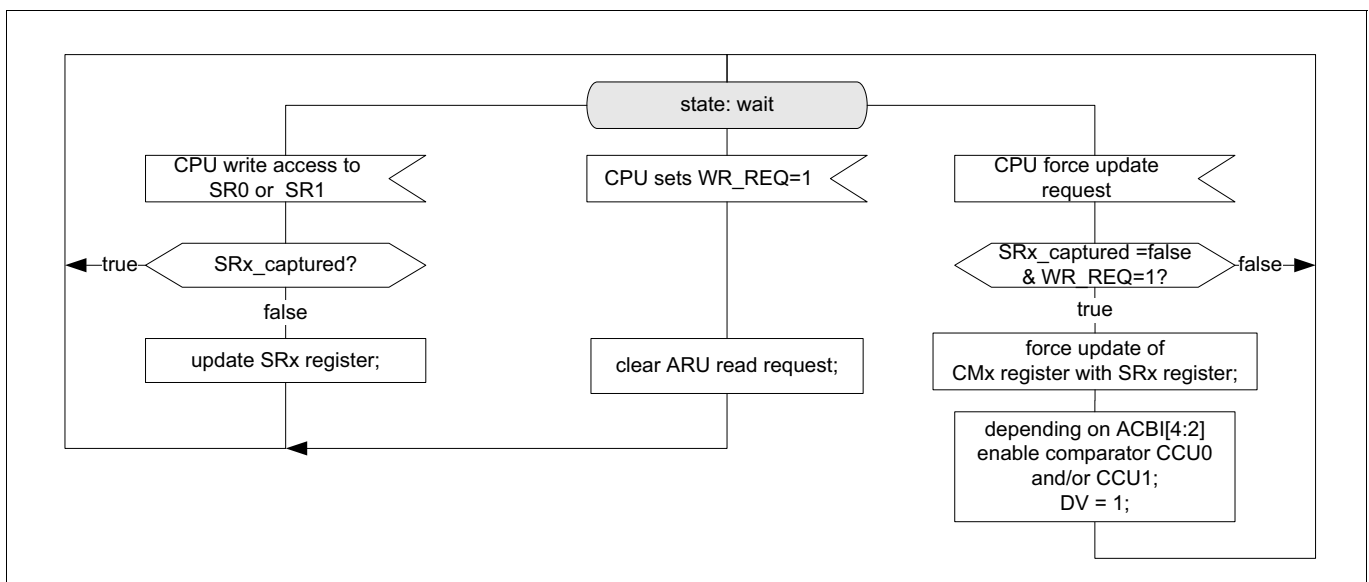 state: wait
CPU write access to
SR0 or SR1
SRx_captured?
true
false
update SRx register;
CPU sets WR_REQ=1
clear ARU read request;
CPU force update
request
SRx_captured =false
& WR_REQ=1?
false
true
force update of
CMx register with SRx register;
depending on ACBI[4:2]
enable comparator CCU0
and/or CCU1;
DV = 1;